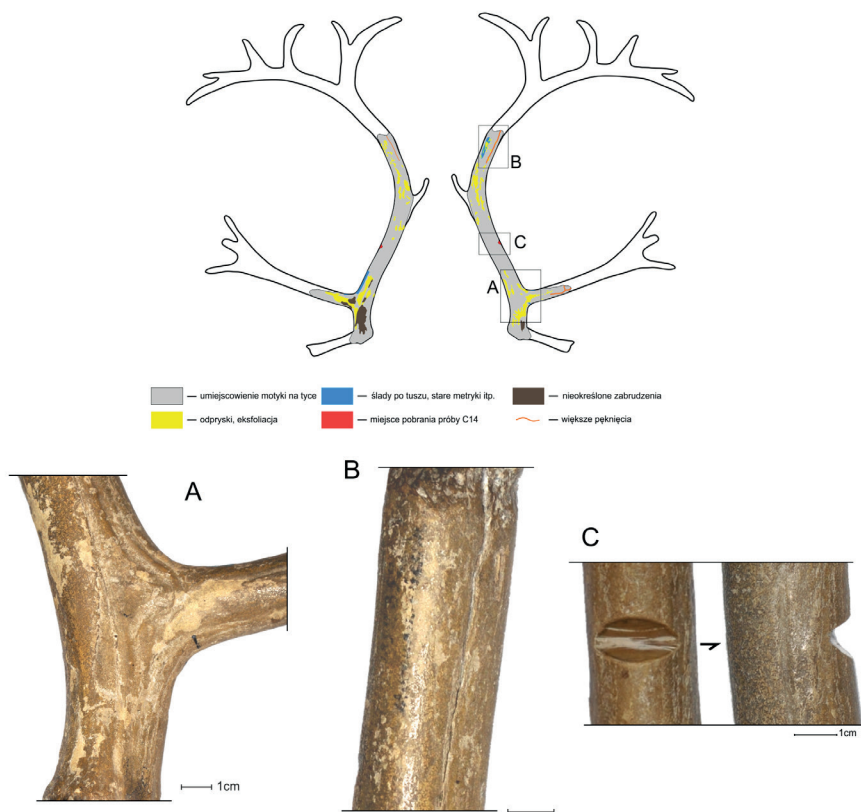 B
C
A
— umiejscowienie motyki na tyce
— ślady po tuszu, stare metryki itp.
— nieokreślone zabrudzenia
— odpryski, eksfoliacja
— miejsce pobrania próby C14
— większe pęknięcia
A
B
C
1cm
1cm